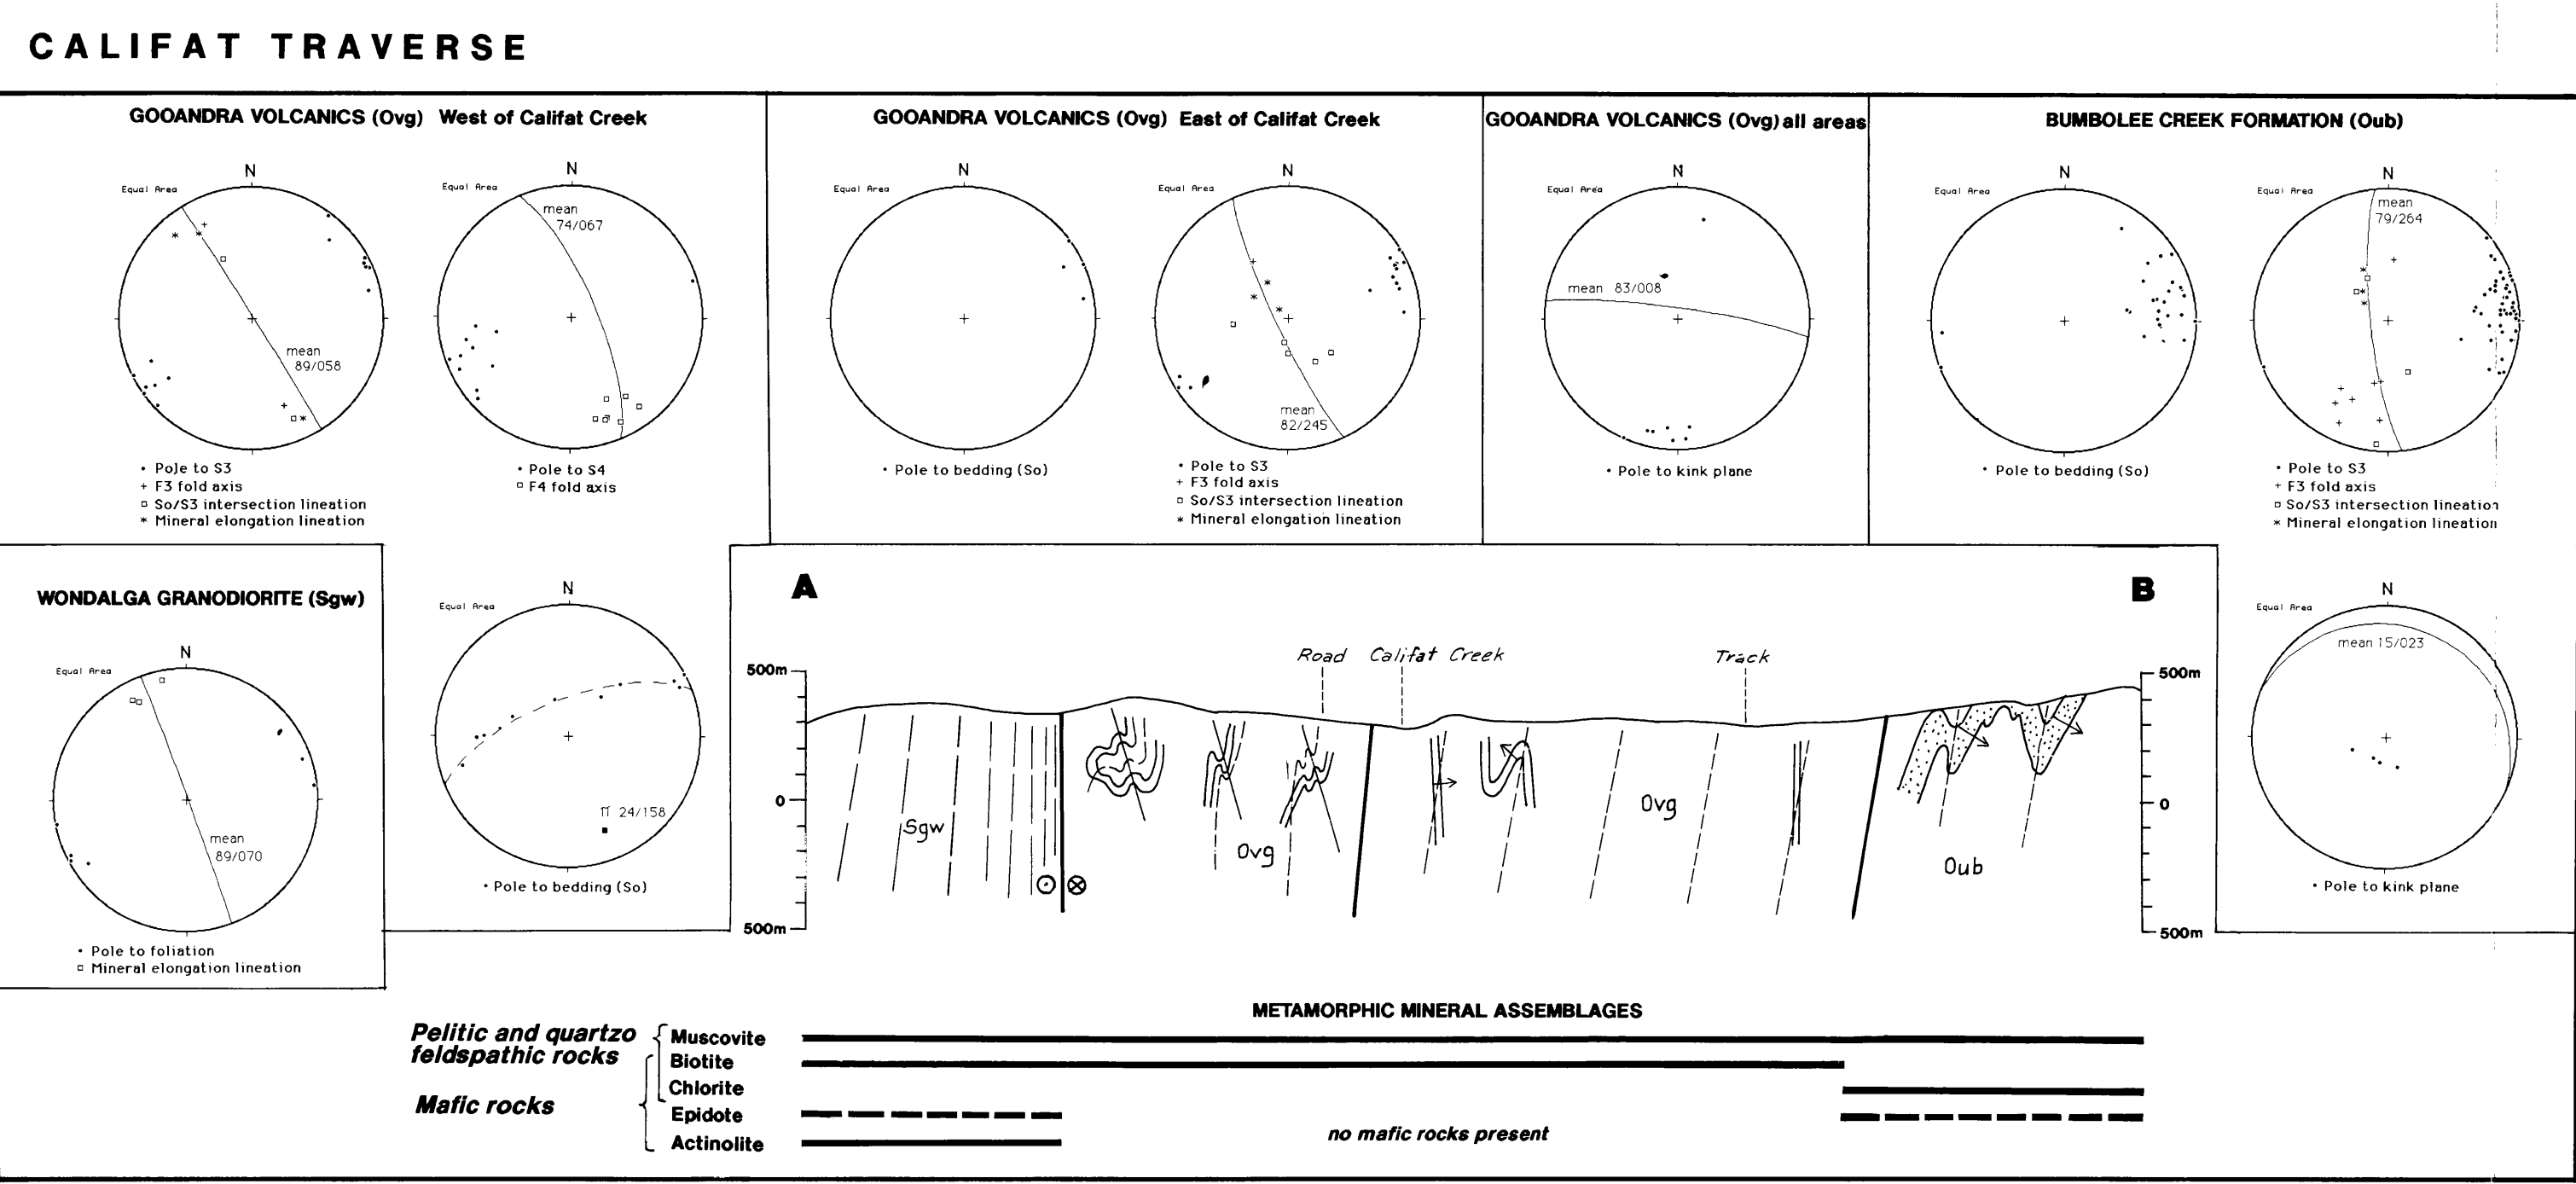 CALIFAT TRAVERSE
GOOANDRA VOLCANICS (Ovg) West of Califat Creek
N
Equal Area
mean
89/058
• Pole to S3
+ F3 fold axis
□ So/S3 intersection lineation
* Mineral elongation lineation
N
Equal Area
mean
74/067
• Pole to S4
□ F4 fold axis
GOOANDRA VOLCANICS (Ovg) East of Califat Creek
N
Equal Area
• Pole to bedding (So)
N
Equal Area
mean
82/245
• Pole to S3
+ F3 fold axis
□ So/S3 intersection lineation
* Mineral elongation lineation
GOOANDRA VOLCANICS (Ovg) all areas
N
Equal Area
mean 83/008
• Pole to kink plane
BUMBOLEE CREEK FORMATION (Oub)
N
Equal Area
• Pole to bedding (So)
N
Equal Area
mean
79/264
• Pole to S3
+ F3 fold axis
□ So/S3 intersection lineation
* Mineral elongation lineation
WONDALGA GRANODIORITE (Sgw)
N
Equal Area
mean
89/070
• Pole to foliation
□ Mineral elongation lineation
N
Equal Area
π 24/158
• Pole to bedding (So)
A
B
Road Califat Creek
Track
500m
0
500m
500m
0
500m
Sgw
Ovg
Ovg
Oub
N
Equal Area
mean 15/023
• Pole to kink plane
METAMORPHIC MINERAL ASSEMBLAGES
Pelitic and quartzo
feldspathic rocks
Mafic rocks
Muscovite
Biotite
Chlorite
Epidote
Actinolite
no mafic rocks present